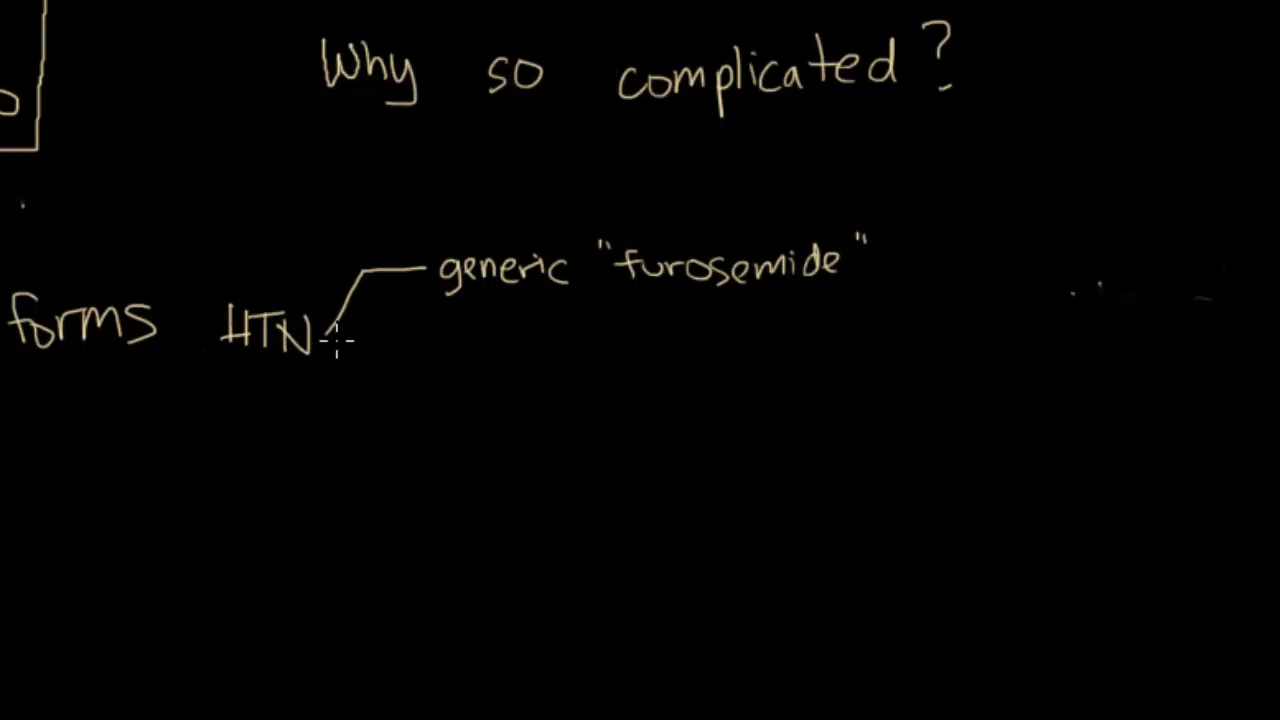 Why so complicated?
generic "furosemide"
forms HTN